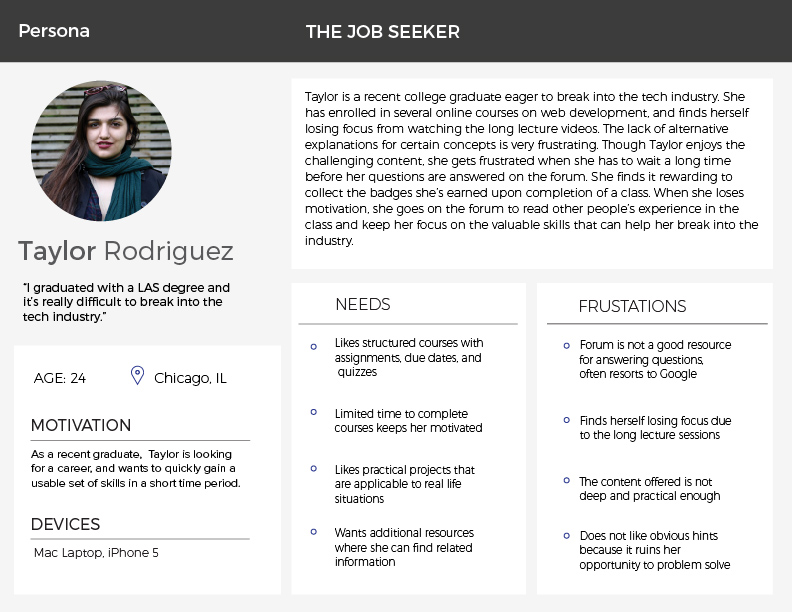 Persona
THE JOB SEEKER
Taylor Rodriguez
“I graduated with a LAS degree and
it’s really difficult to break into the
tech industry.”
AGE: 24
Chicago, IL
MOTIVATION
As a recent graduate,  Taylor is looking
for a career, and wants to quickly gain a
usable set of skills in a short time period.
DEVICES
Mac Laptop, iPhone 5
Taylor is a recent college graduate eager to break into the tech industry. She
has enrolled in several online courses on web development, and finds herself
losing focus from watching the long lecture videos. The lack of alternative
explanations for certain concepts is very frustrating. Though Taylor enjoys the
challenging content, she gets frustrated when she has to wait a long time
before her questions are answered on the forum. She finds it rewarding to
collect the badges she’s earned upon completion of a class. When she loses
motivation, she goes on the forum to read other people’s experience in the
class and keep her focus on the valuable skills that can help her break into the
industry.
NEEDS
Likes structured courses with
assignments, due dates, and
quizzes
Limited time to complete
courses keeps her motivated
Likes practical projects that
are applicable to real life
situations
Wants additional resources
where she can find related
information
FRUSTATIONS
Forum is not a good resource
for answering questions,
often resorts to Google
Finds herself losing focus due
to the long lecture sessions
The content offered is not
deep and practical enough
Does not like obvious hints
because it ruins her
opportunity to problem solve